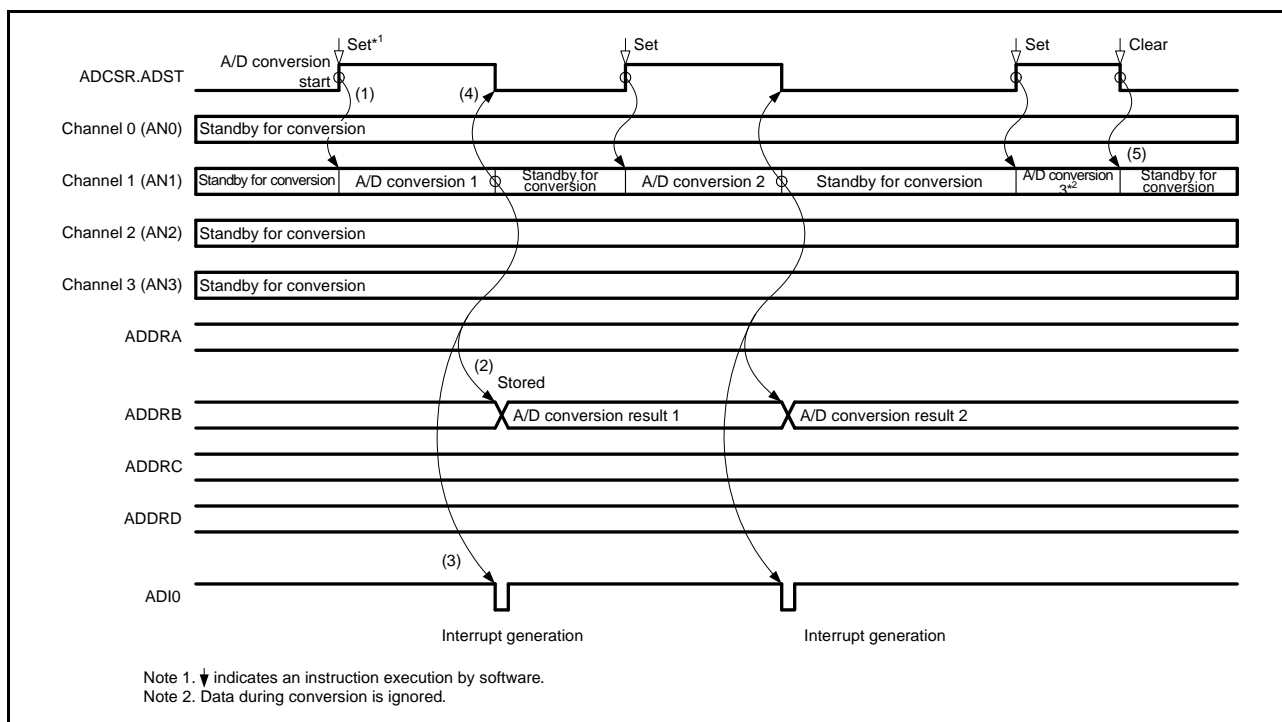 Set*1 Set Set Clear
A/D conversion
start
ADCSR.ADST
(1) (4)
Channel 0 (AN0) Standby for conversion
(5)
Channel 1 (AN1) Standby for conversion A/D conversion 1 Standby for
conversion A/D conversion 2 Standby for conversion A/D conversion
3*2 Standby for
conversion
Channel 2 (AN2) Standby for conversion
Channel 3 (AN3) Standby for conversion
ADDRA
(2)
Stored
ADDRB A/D conversion result 1 A/D conversion result 2
ADDRC
ADDRD
(3)
ADI0
Interrupt generation Interrupt generation
Note 1. indicates an instruction execution by software.
Note 2. Data during conversion is ignored.